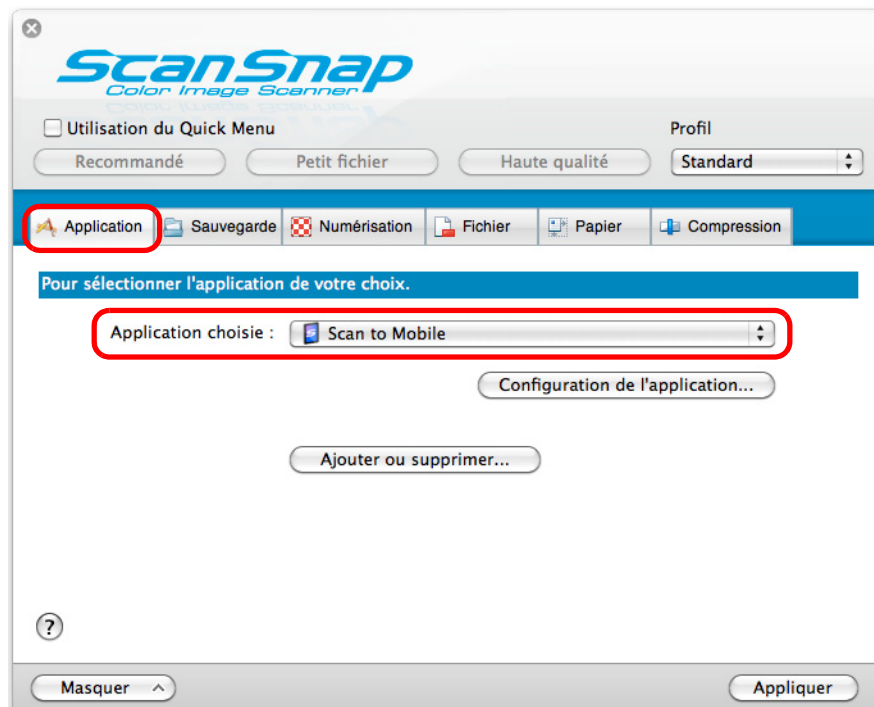 ScanSnap
Color Image Scanner
Utilisation du Quick Menu
Profil
Recommandé Petit fichier Haute qualité Standard
Application Sauvegarde Numérisation Fichier Papier Compression
Pour sélectionner l'application de votre choix.
Application choisie : Scan to Mobile
Configuration de l'application...
Ajouter ou supprimer...
?
Masquer Appliquer